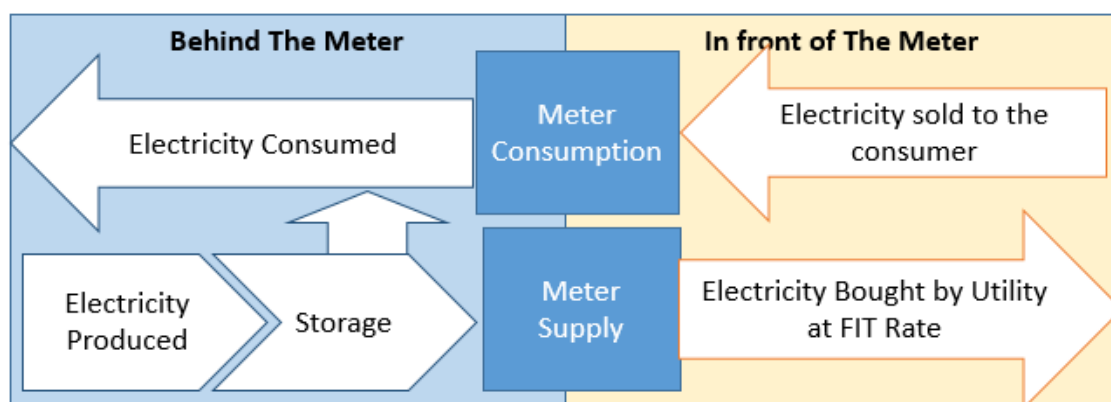 Behind The Meter
In front of The Meter
Electricity Consumed
Meter
Consumption
Electricity sold to the
consumer
Electricity
Produced
Storage
Meter
Supply
Electricity Bought by Utility
at FIT Rate